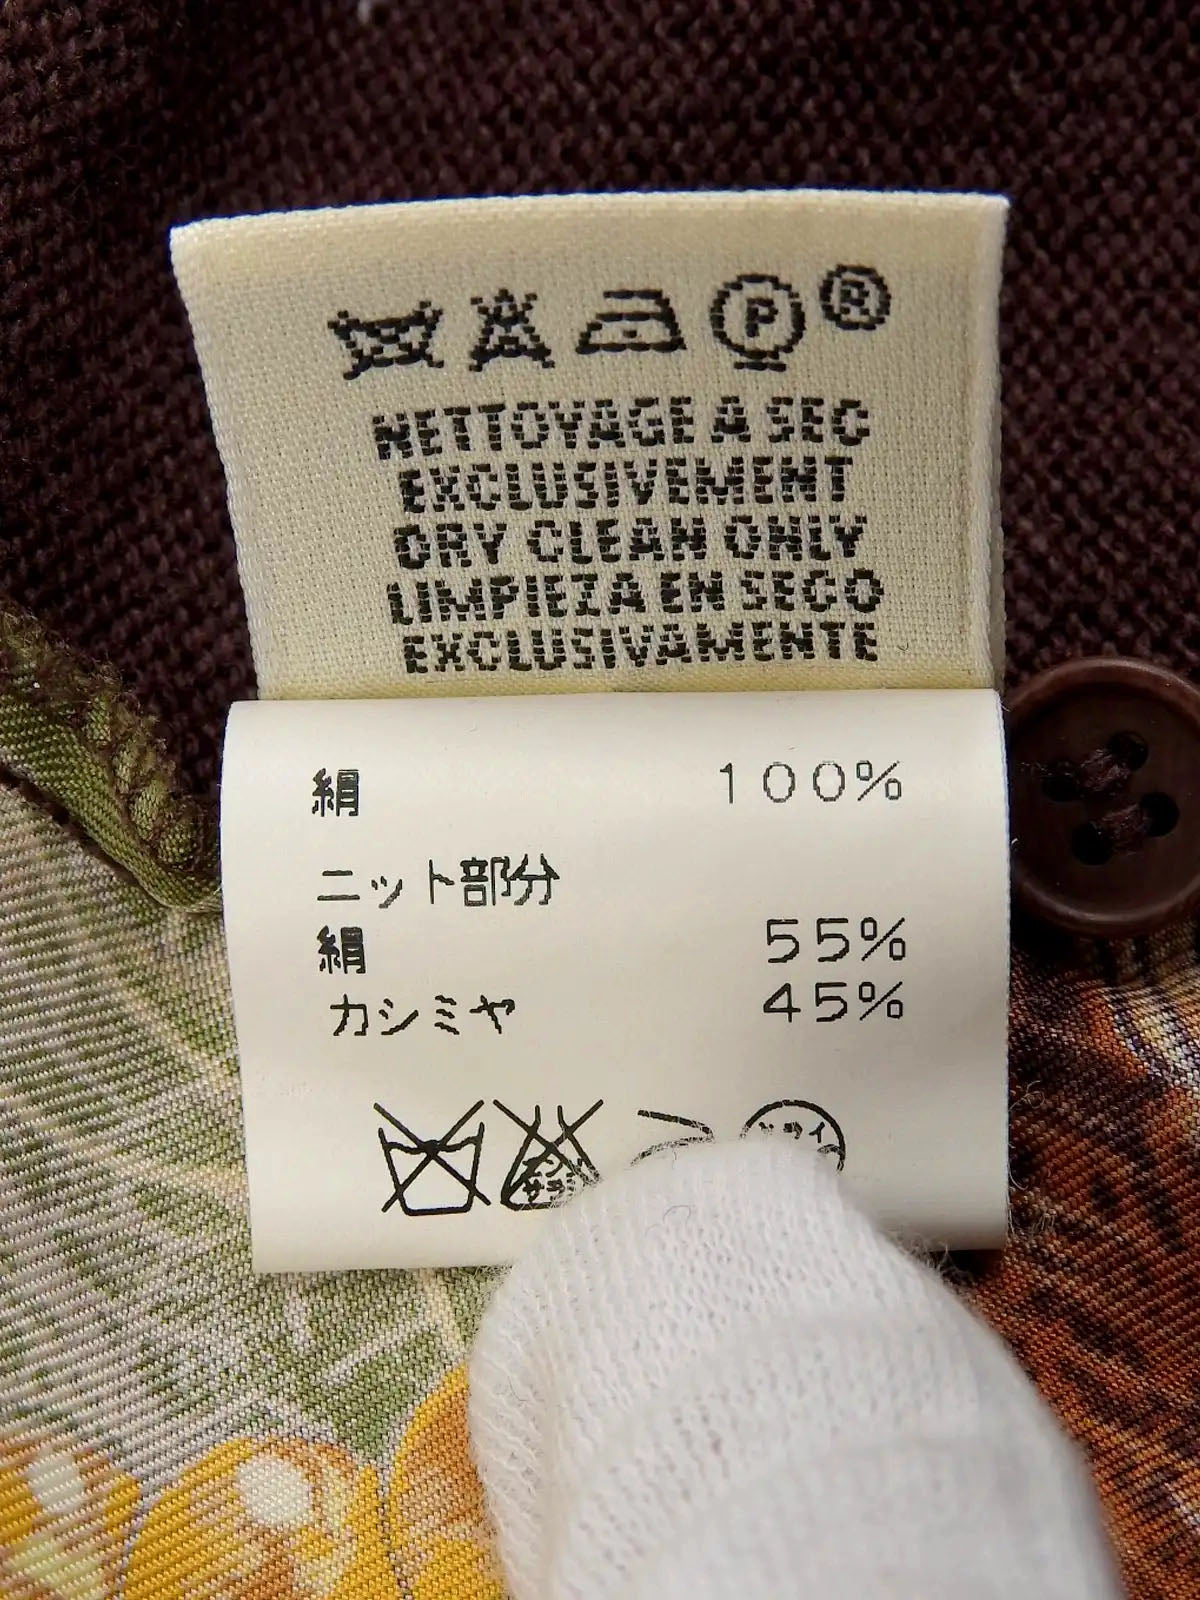 P ®
NETTOYAGE A SEC
EXCLUSIVEMENT
DRY CLEAN ONLY
LIMPIEZA EN SECO
EXCLUSIVAMENTE
絹 100%
ニット部分
絹 55%
カシミヤ 45%